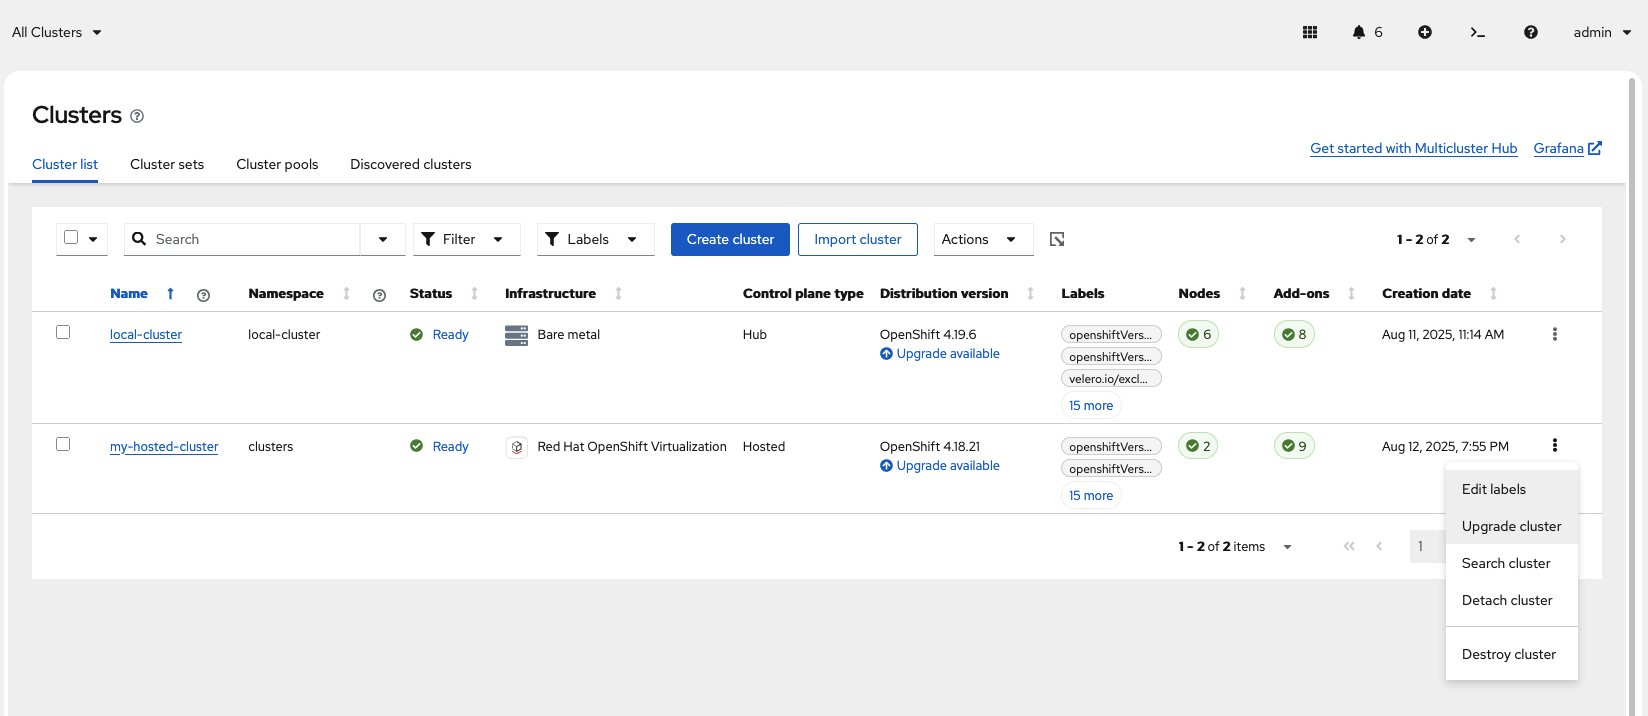 All Clusters
6
admin
Clusters
Get started with Multicluster Hub Grafana
Cluster list Cluster sets Cluster pools Discovered clusters
Search Filter Labels Create cluster Import cluster Actions 1 - 2 of 2
Name Namespace Status Infrastructure Control plane type Distribution version Labels Nodes Add-ons Creation date
local-cluster local-cluster Ready Bare metal Hub OpenShift 4.19.6 openshiftVers... 6 8 Aug 11, 2025, 11:14 AM
Upgrade available openshiftVers...
velero.io/excl...
15 more
my-hosted-cluster clusters Ready Red Hat OpenShift Virtualization Hosted OpenShift 4.18.21 openshiftVers... 2 9 Aug 12, 2025, 7:55 PM
Upgrade available openshiftVers...
15 more
1 - 2 of 2 items 1
Edit labels
Upgrade cluster
Search cluster
Detach cluster
Destroy cluster